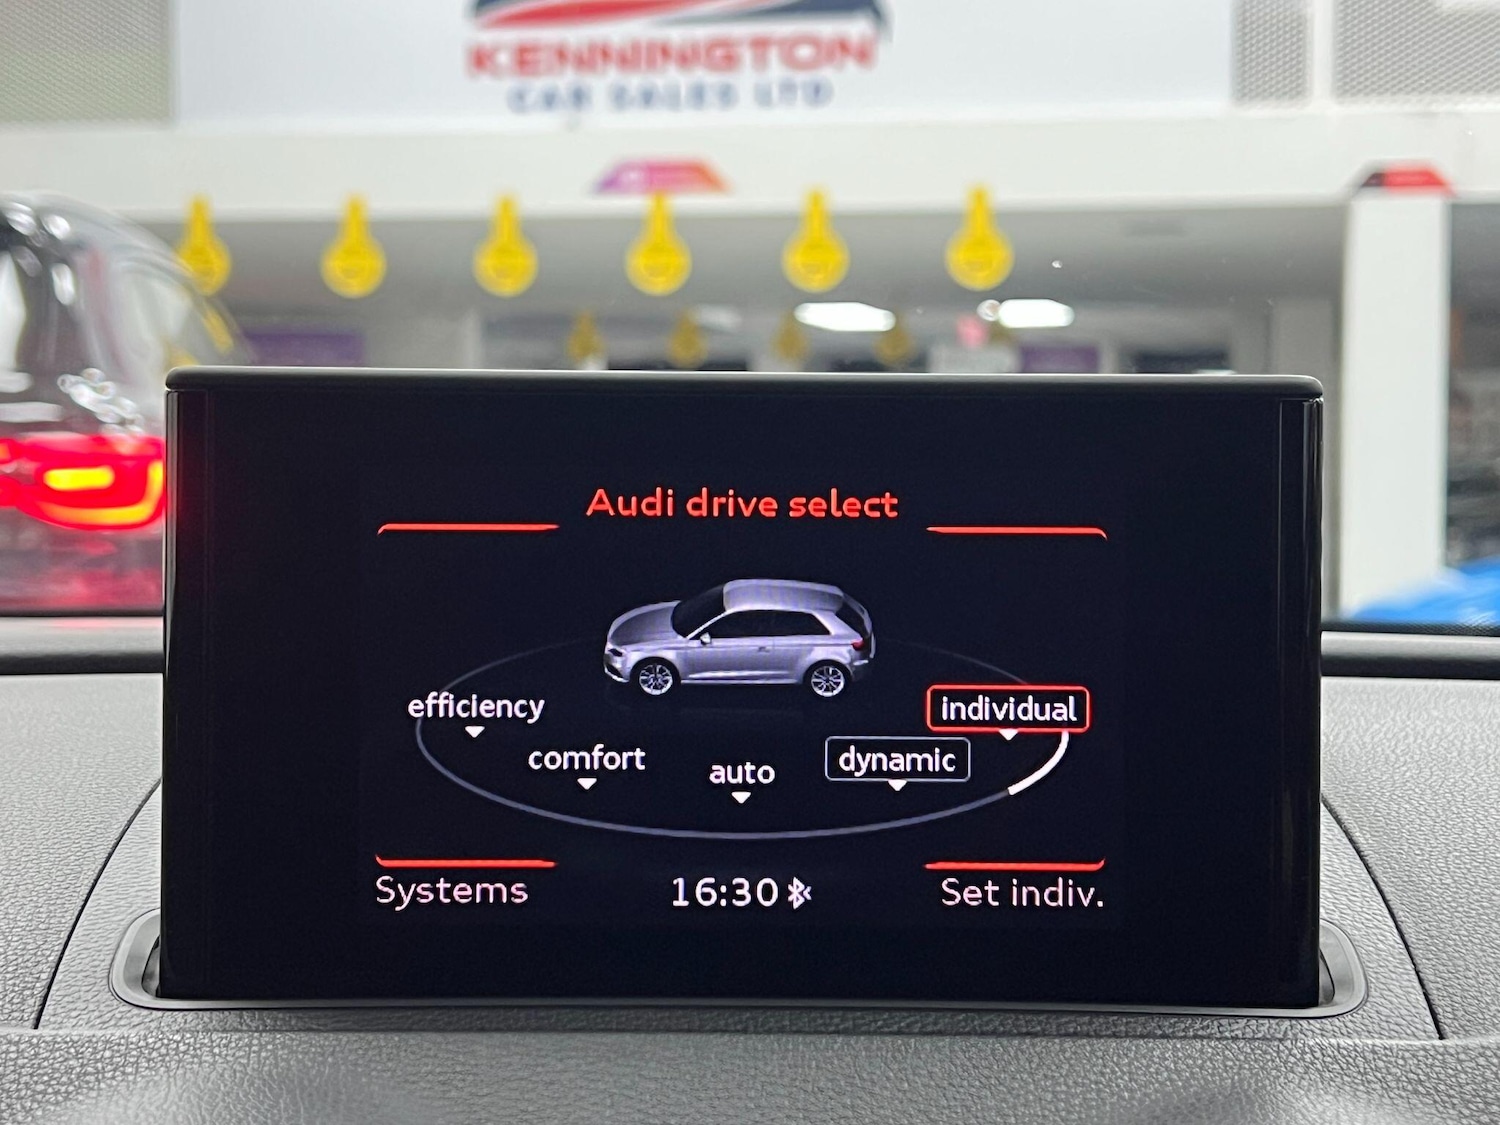 KENNINGTON
CAR SALES LTD
Audi drive select
efficiency
comfort
auto
dynamic
individual
Systems
16:30
Set indiv.